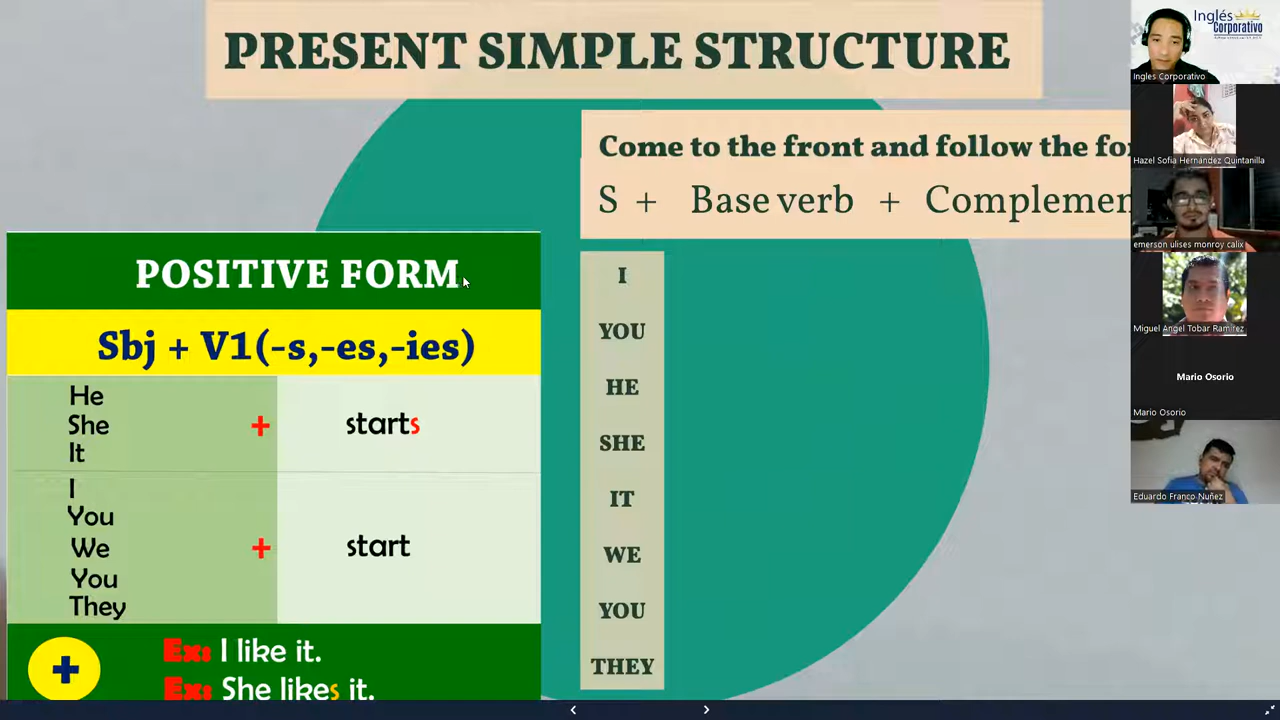 PRESENT SIMPLE STRUCTURE
Come to the front and follow the fo
S + Base verb + Complemen
POSITIVE FORM
Sbj + V1(-s,-es,-ies)
He
She
It
+
starts
I
You
We
You
They
+
start
+
Ex: I like it.
Ex: She likes it.
I
YOU
HE
SHE
IT
WE
YOU
THEY
Inglés
Corporativo
Ingles Corporativo
Hazel Sofia Hernández Quintanilla
emerson ulises monroy calix
Miguel Angel Tobar Ramirez
Mario Osorio
Mario Osorio
Eduardo Franco Nuñez